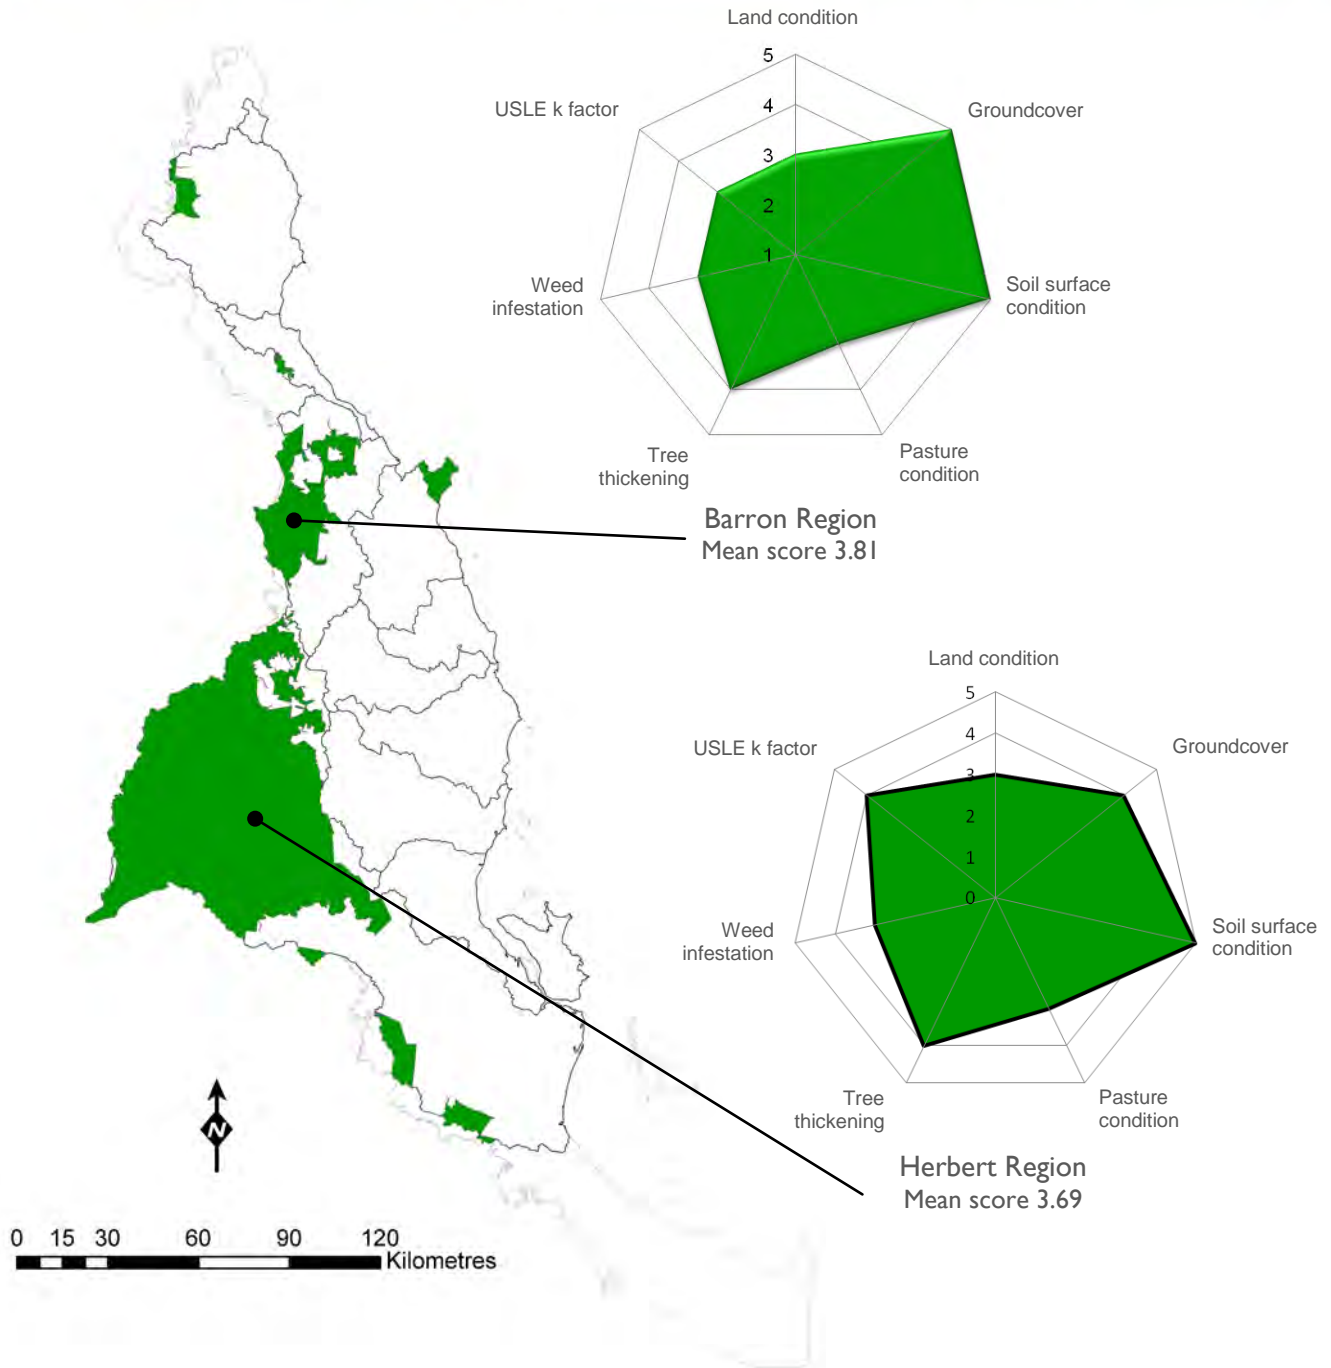 Land condition
5
4
3
2
1
USLE k factor
Groundcover
Weed
infestation
Soil surface
condition
Tree
thickening
Pasture
condition
Barron Region
Mean score 3.81
Land condition
5
4
3
2
1
0
USLE k factor
Groundcover
Weed
infestation
Soil surface
condition
Tree
thickening
Pasture
condition
Herbert Region
Mean score 3.69
N
0 15 30 60 90 120
Kilometres